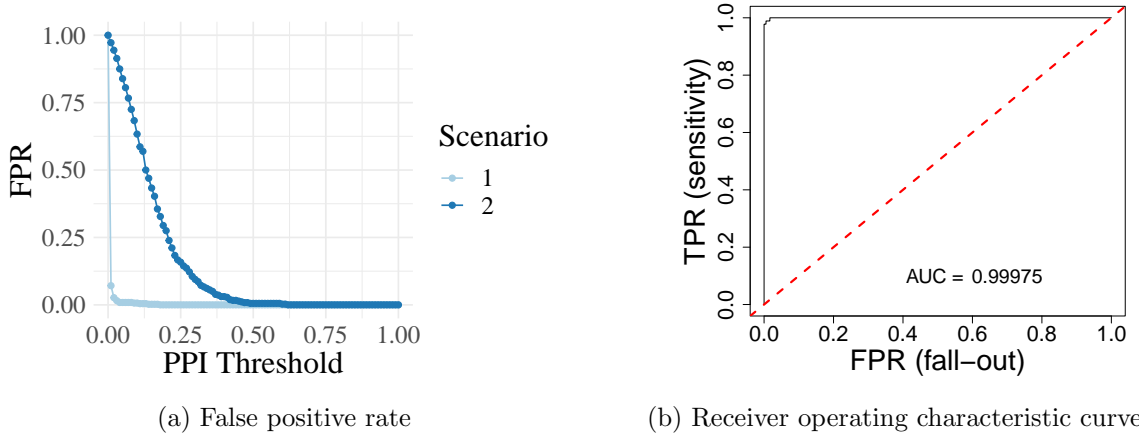 1.00
0.75
0.50
0.25
0.00
FPR
0.00 0.25 0.50 0.75 1.00
PPI Threshold
Scenario
1
2
(a) False positive rate
1.0
0.8
0.6
0.4
0.2
0.0
TPR (sensitivity)
AUC = 0.99975
0.0 0.2 0.4 0.6 0.8 1.0
FPR (fall−out)
(b) Receiver operating characteristic curve